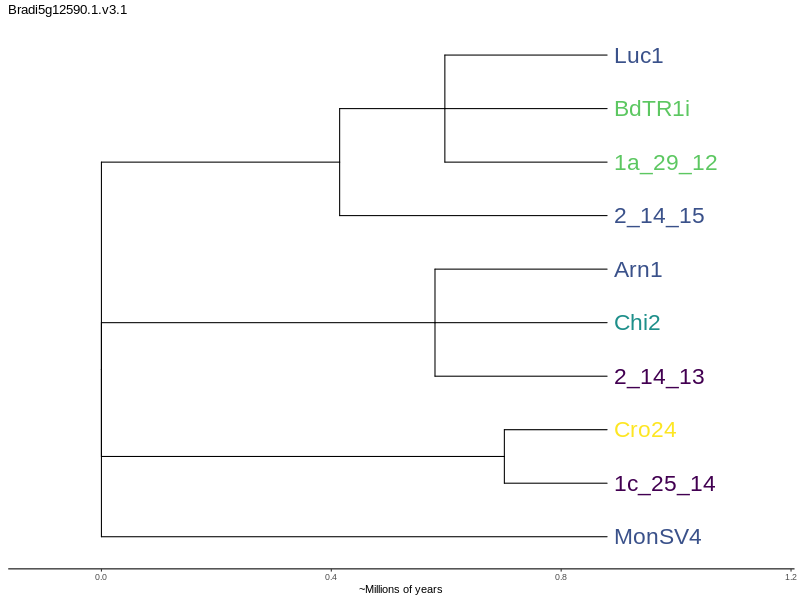 Bradi5g12590.1.v3.1
Luc1
BdTR1i
1a_29_12
2_14_15
Arn1
Chi2
2_14_13
Cro24
1c_25_14
MonSV4
0.0 0.4 0.8 1.2
~Millions of years